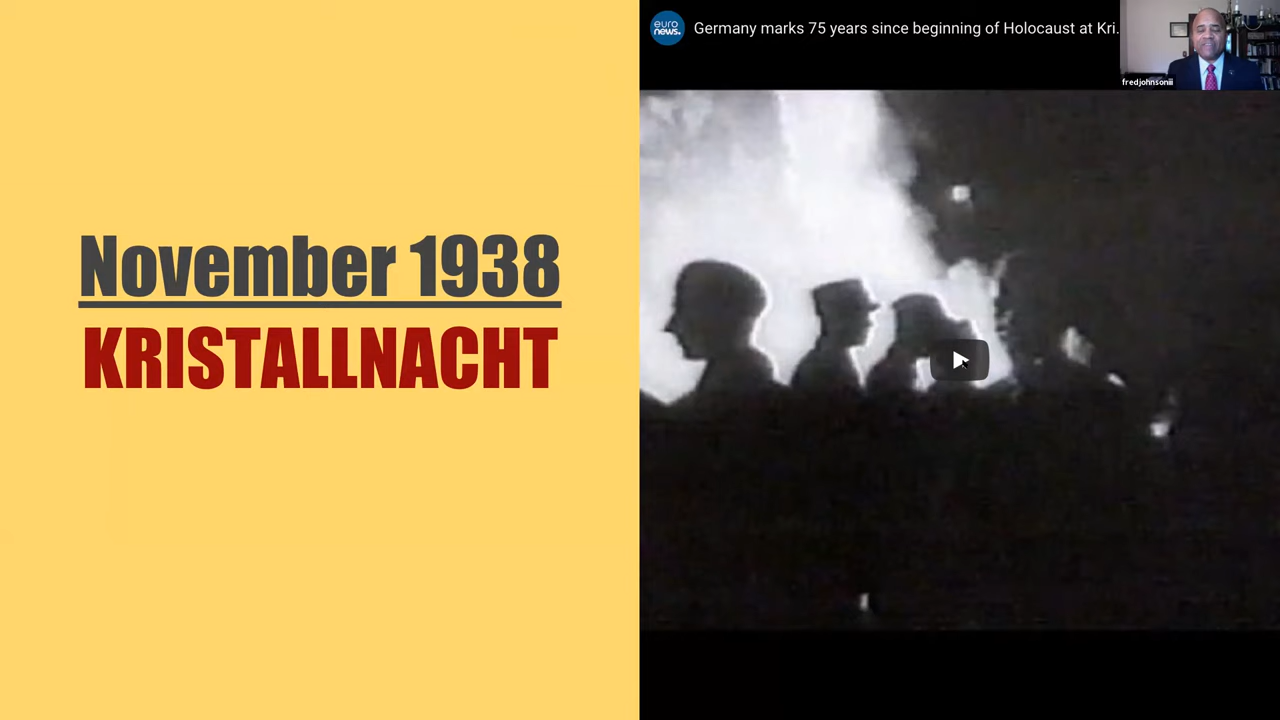 November 1938
KRISTALLNACHT
euro
news.
Germany marks 75 years since beginning of Holocaust at Kri...
fredjohnsoniii